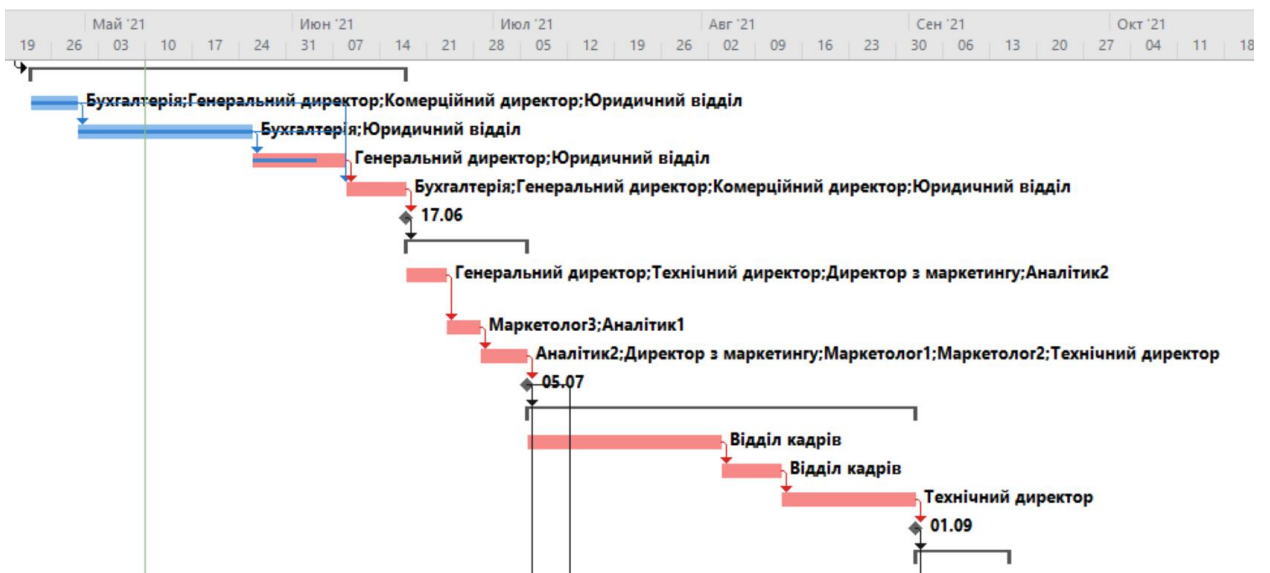 Май '21 Июн '21 Июл '21 Авг '21 Сен '21 Окт '21
19 26 03 10 17 24 31 07 14 21 28 05 12 19 26 02 09 16 23 30 06 13 20 27 04 11 18
Бухгалтерія;Генеральний директор;Комерційний директор;Юридичний відділ
Бухгалтерія;Юридичний відділ
Генеральний директор;Юридичний відділ
Бухгалтерія;Генеральний директор;Комерційний директор;Юридичний відділ
17.06
Генеральний директор;Технічний директор;Директор з маркетингу;Аналітик2
Маркетолог3;Аналітик1
Аналітик2;Директор з маркетингу;Маркетолог1;Маркетолог2;Технічний директор
05.07
Відділ кадрів
Відділ кадрів
Технічний директор
01.09